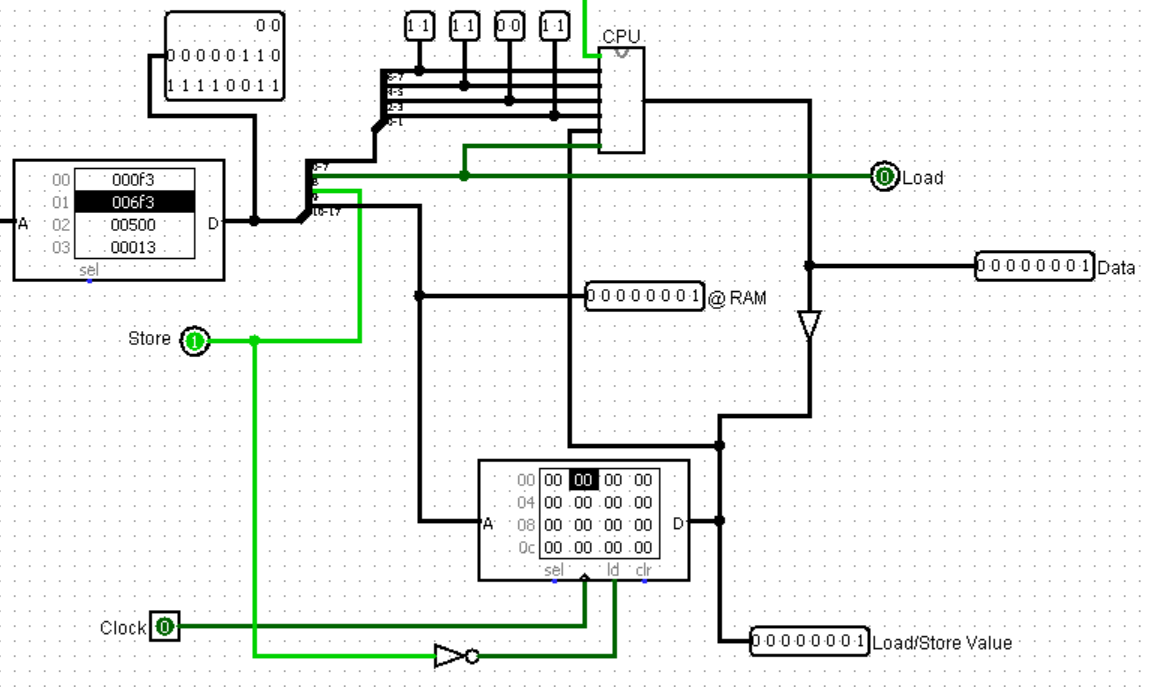 0 0
0 0 0 0 0 1 1 0
1 1 1 1 0 0 1 1
1 1
1 1
0 0
1 1
CPU
6-7
4-5
2-3
0-1
00 000f3
01 006f3
02 00500
03 00013
A
D
sel
0-7
8
9
10-17
0
Load
0 0 0 0 0 0 0 1 Data
0 0 0 0 0 0 0 1 @ RAM
Store 1
00 00 00 00 00
04 00 00 00 00
08 00 00 00 00
0c 00 00 00 00
A
D
sel ld clr
Clock 0
0 0 0 0 0 0 0 1 Load/Store Value